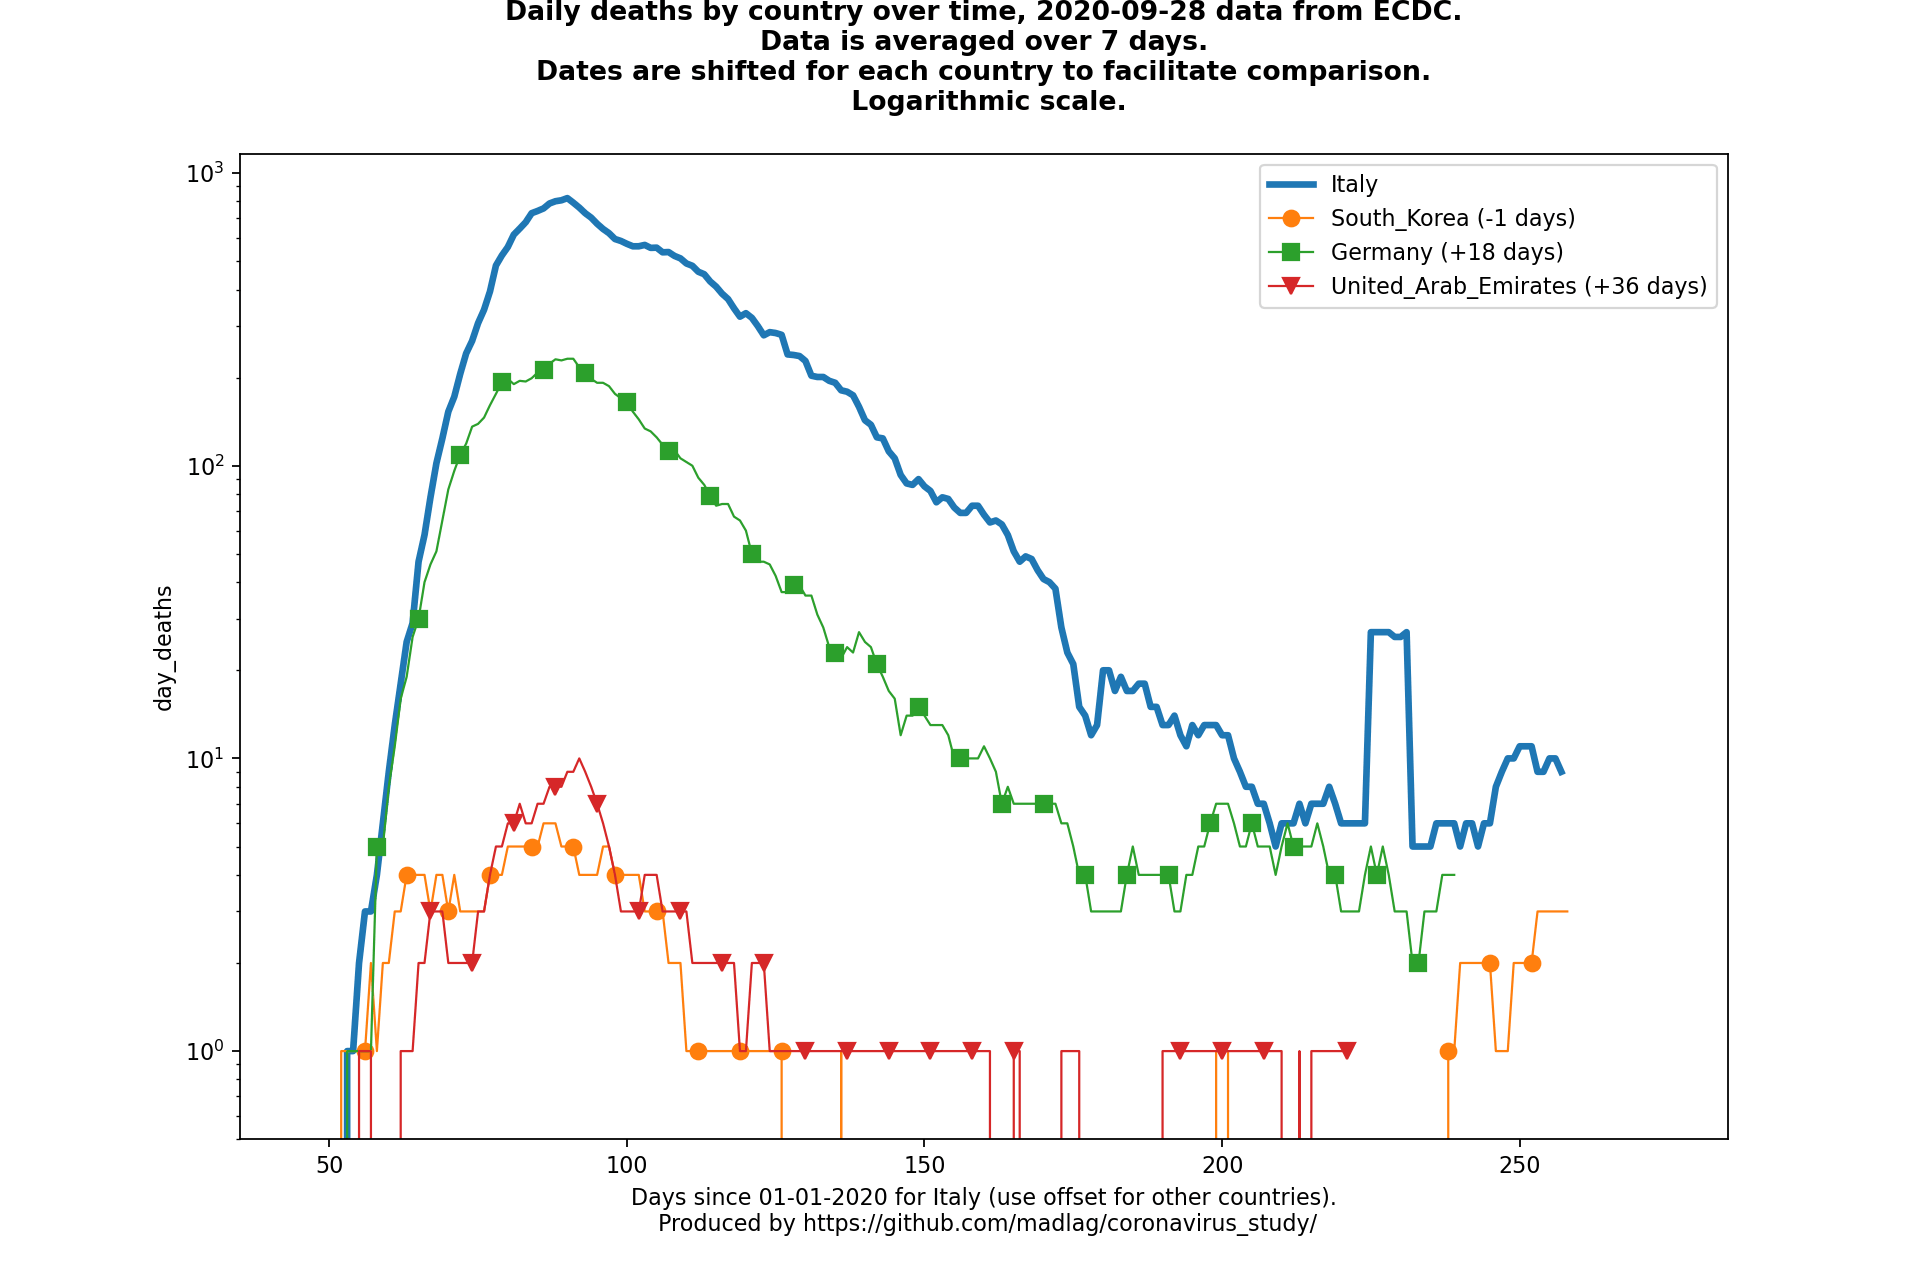 Daily deaths by country over time, 2020-09-28 data from ECDC.
Data is averaged over 7 days.
Dates are shifted for each country to facilitate comparison.
Logarithmic scale.
10³
10²
10¹
10⁰
day_deaths
Italy
South_Korea (-1 days)
Germany (+18 days)
United_Arab_Emirates (+36 days)
50 100 150 200 250
Days since 01-01-2020 for Italy (use offset for other countries).
Produced by https://github.com/madlag/coronavirus_study/